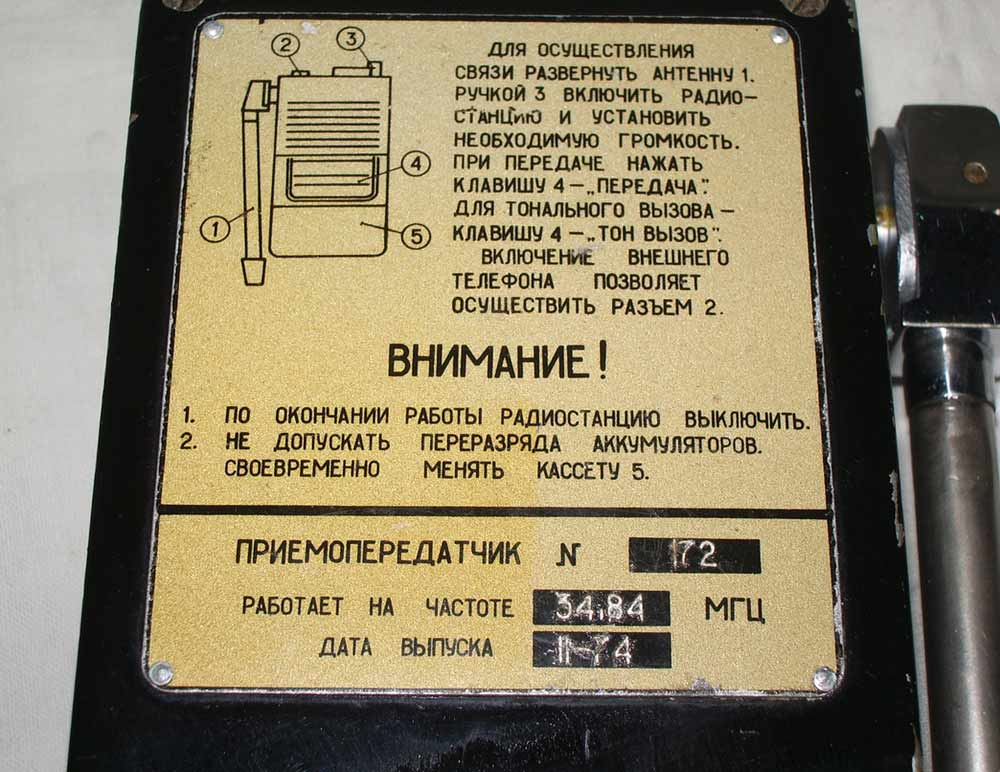 2
3
4
1
5
ДЛЯ ОСУЩЕСТВЛЕНИЯ
СВЯЗИ РАЗВЕРНУТЬ АНТЕННУ 1.
РУЧКОЙ 3 ВКЛЮЧИТЬ РАДИО—
СТАНЦИЮ И УСТАНОВИТЬ
НЕОБХОДИМУЮ ГРОМКОСТЬ.
ПРИ ПЕРЕДАЧЕ НАЖАТЬ
КЛАВИШУ 4 — „ПЕРЕДАЧА".
ДЛЯ ТОНАЛЬНОГО ВЫЗОВА —
КЛАВИШУ 4 — „ТОН ВЫЗОВ".
ВКЛЮЧЕНИЕ ВНЕШНЕГО
ТЕЛЕФОНА ПОЗВОЛЯЕТ
ОСУЩЕСТВИТЬ РАЗЪЕМ 2.
ВНИМАНИЕ!
1. ПО ОКОНЧАНИИ РАБОТЫ РАДИОСТАНЦИЮ ВЫКЛЮЧИТЬ.
2. НЕ ДОПУСКАТЬ ПЕРЕРАЗРЯДА АККУМУЛЯТОРОВ.
СВОЕВРЕМЕННО МЕНЯТЬ КАССЕТУ 5.
ПРИЕМОПЕРЕДАТЧИК N 172
РАБОТАЕТ НА ЧАСТОТЕ 34.84 МГЦ
ДАТА ВЫПУСКА 11-74